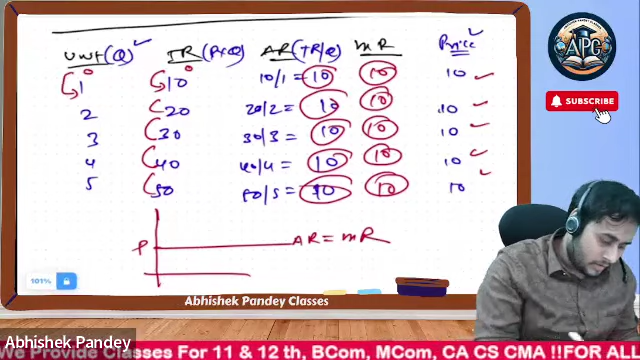 Unit (Q) TR (P×Q) AR (TR/Q) MR Price
0 0
1 10 10/1 = 10 10 10
2 20 20/2 = 10 10 10
3 30 30/3 = 10 10 10
4 40 40/4 = 10 10 10
5 50 50/5 = 10 10 10
P AR = MR
APG
SUBSCRIBE
101%
Abhishek Pandey Classes
Abhishek Pandey
We Provide Classes For 11 & 12 th, BCom, MCom, CA CS CMA !!FOR ALL